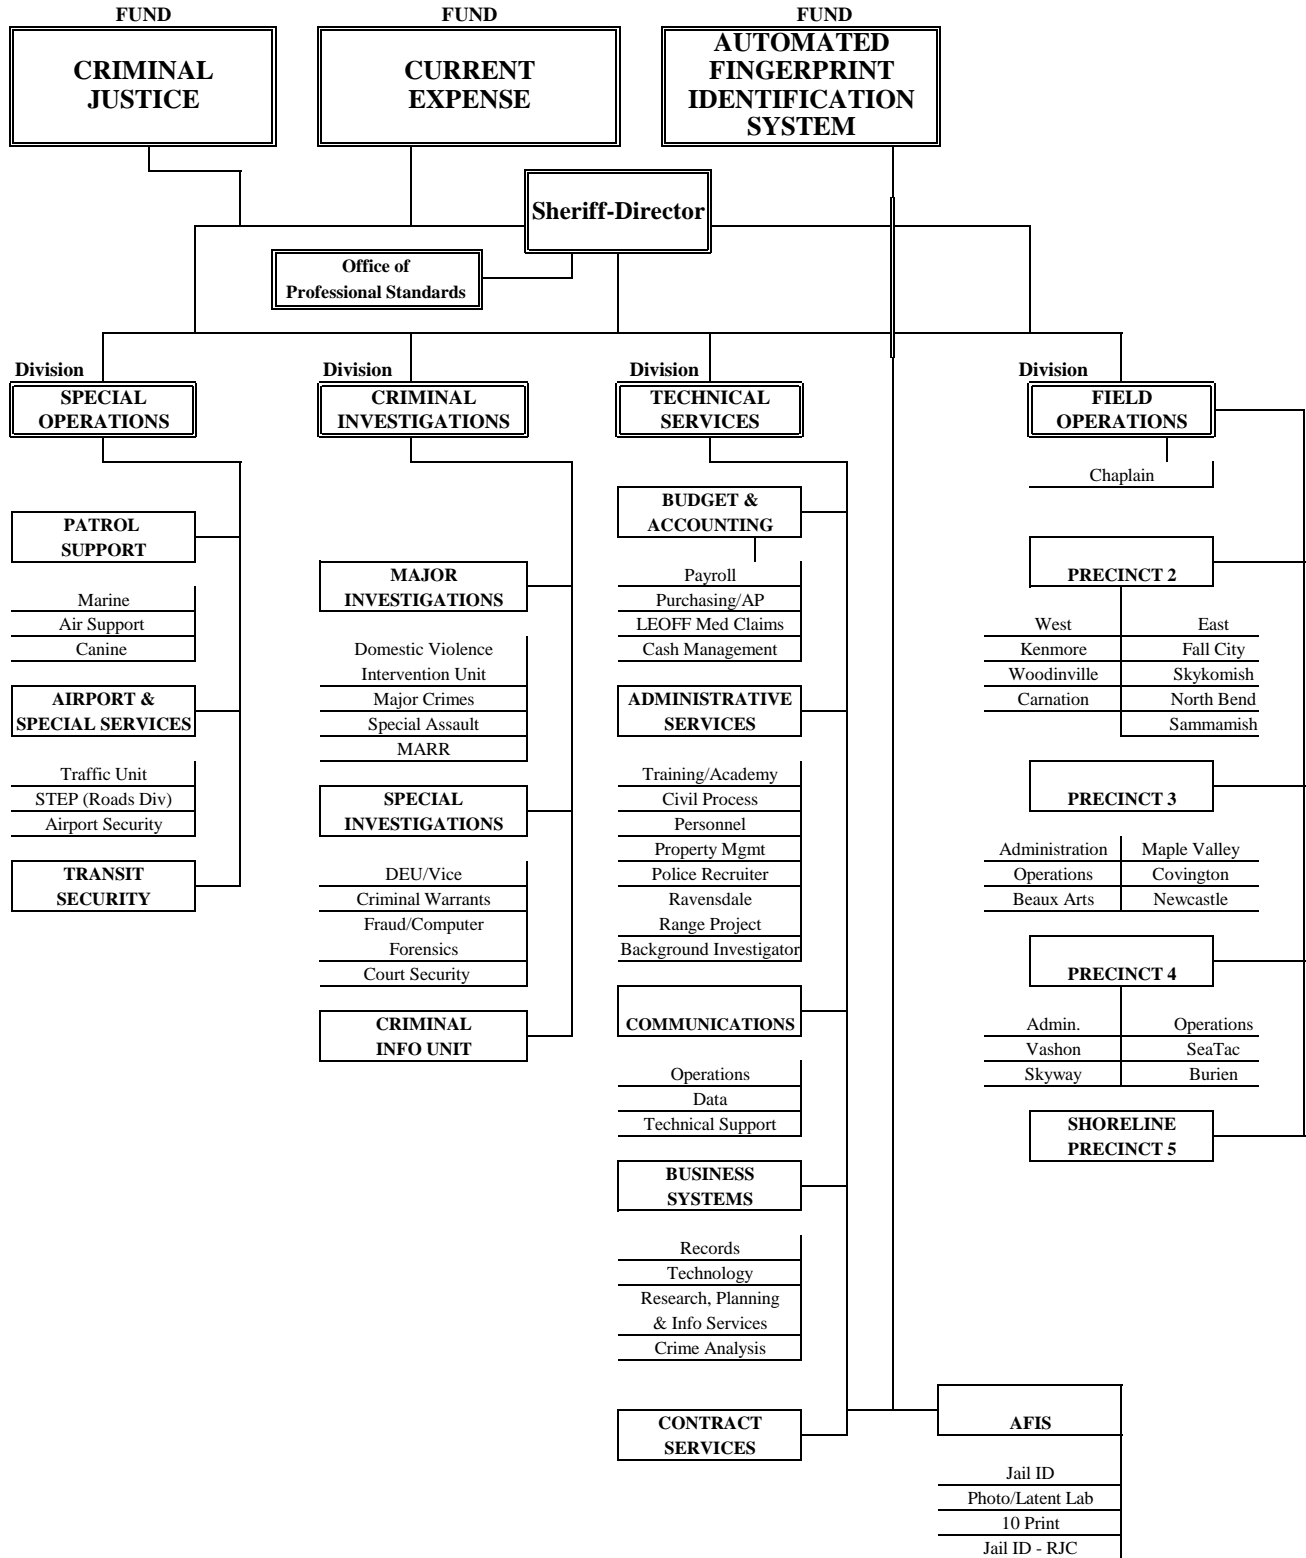 FUND
CRIMINAL
JUSTICE
FUND
CURRENT
EXPENSE
FUND
AUTOMATED
FINGERPRINT
IDENTIFICATION
SYSTEM
Sheriff-Director
Office of
Professional Standards
Division
SPECIAL
OPERATIONS
PATROL
SUPPORT
Marine
Air Support
Canine
AIRPORT &
SPECIAL SERVICES
Traffic Unit
STEP (Roads Div)
Airport Security
TRANSIT
SECURITY
Division
CRIMINAL
INVESTIGATIONS
MAJOR
INVESTIGATIONS
Domestic Violence
Intervention Unit
Major Crimes
Special Assault
MARR
SPECIAL
INVESTIGATIONS
DEU/Vice
Criminal Warrants
Fraud/Computer
Forensics
Court Security
CRIMINAL
INFO UNIT
Division
TECHNICAL
SERVICES
BUDGET &
ACCOUNTING
Payroll
Purchasing/AP
LEOFF Med Claims
Cash Management
ADMINISTRATIVE
SERVICES
Training/Academy
Civil Process
Personnel
Property Mgmt
Police Recruiter
Ravensdale
Range Project
Background Investigator
COMMUNICATIONS
Operations
Data
Technical Support
BUSINESS
SYSTEMS
Records
Technology
Research, Planning
& Info Services
Crime Analysis
CONTRACT
SERVICES
AFIS
Jail ID
Photo/Latent Lab
10 Print
Jail ID - RJC
Division
FIELD
OPERATIONS
Chaplain
PRECINCT 2
West
Kenmore
Woodinville
Carnation
East
Fall City
Skykomish
North Bend
Sammamish
PRECINCT 3
Administration
Operations
Beaux Arts
Maple Valley
Covington
Newcastle
PRECINCT 4
Admin.
Vashon
Skyway
Operations
SeaTac
Burien
SHORELINE
PRECINCT 5